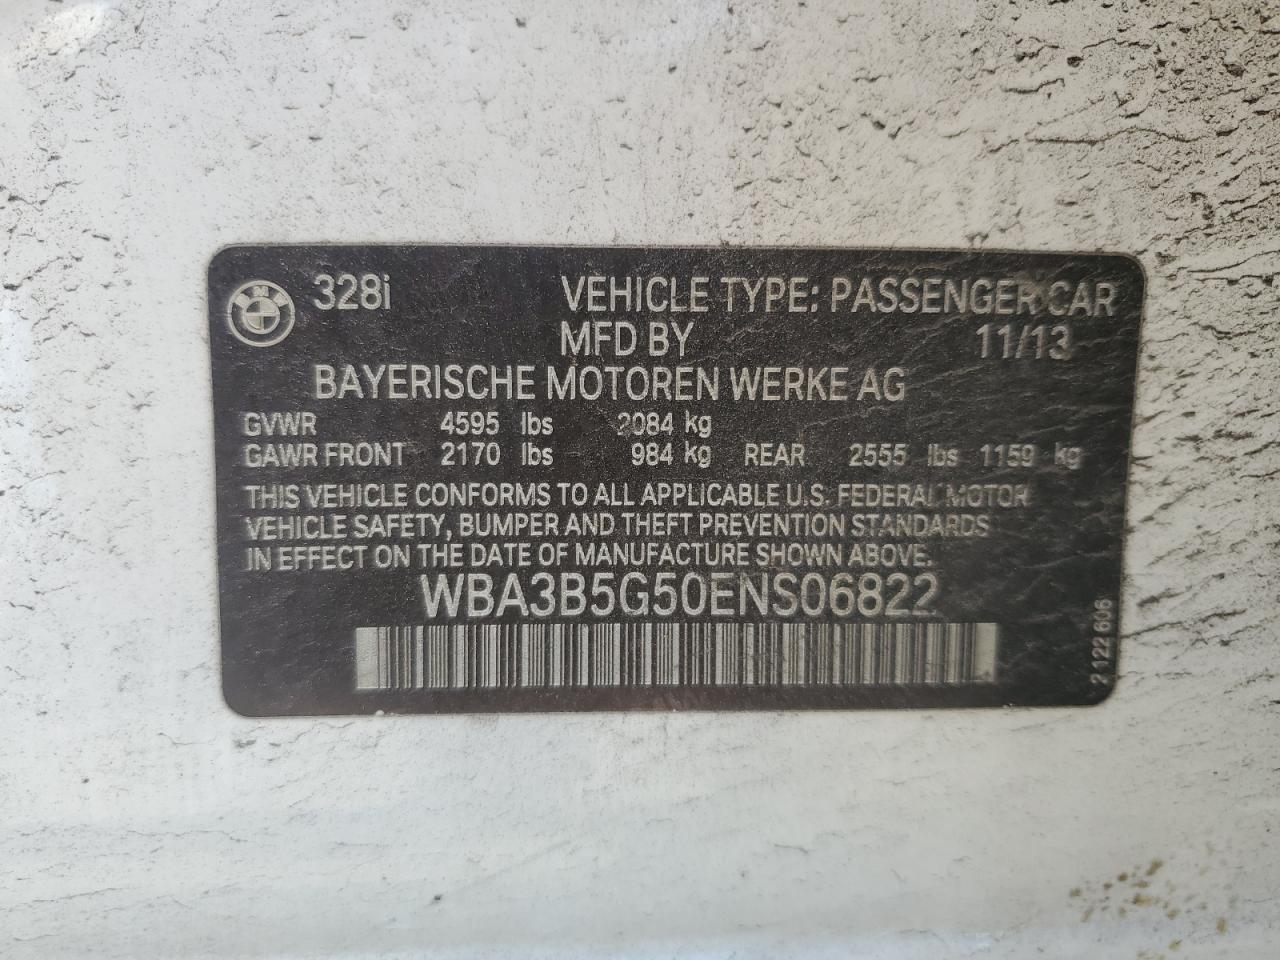 328i VEHICLE TYPE: PASSENGER CAR
MFD BY 11/13
BAYERISCHE MOTOREN WERKE AG
GVWR 4595 lbs 2084 kg
GAWR FRONT 2170 lbs 984 kg REAR 2555 lbs 1159 kg
THIS VEHICLE CONFORMS TO ALL APPLICABLE U.S. FEDERAL MOTOR
VEHICLE SAFETY, BUMPER AND THEFT PREVENTION STANDARDS
IN EFFECT ON THE DATE OF MANUFACTURE SHOWN ABOVE.
WBA3B5G50ENS06822
2 122 606